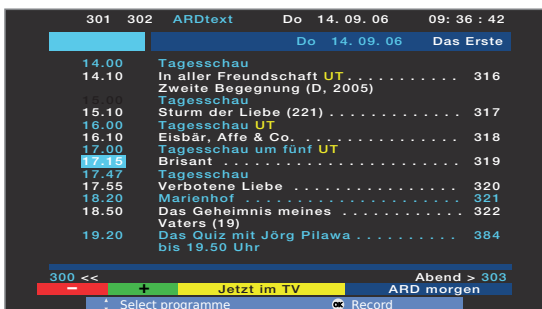 301 302 ARDtext Do 14. 09. 06 09: 36 : 42
Do 14. 09. 06 Das Erste
14.00 Tagesschau
14.10 In aller Freundschaft UT . . . . . . . . . . . 316
Zweite Begegnung (D, 2005)
15.00 Tagesschau
15.10 Sturm der Liebe (221) . . . . . . . . . . . . . 317
16.00 Tagesschau UT
16.10 Eisbär, Affe & Co. . . . . . . . . . . . . . . . 318
17.00 Tagesschau um fünf UT
17.15 Brisant . . . . . . . . . . . . . . . . . . . . . . 319
17.47 Tagesschau
17.55 Verbotene Liebe . . . . . . . . . . . . . . . . 320
18.20 Marienhof . . . . . . . . . . . . . . . . . . . . 321
18.50 Das Geheimnis meines . . . . . . . . . . . . 322
Vaters (19)
19.20 Das Quiz mit Jörg Pilawa . . . . . . . . . . 384
bis 19.50 Uhr
300 << Abend > 303
− + Jetzt im TV ARD morgen
Select programme OK Record